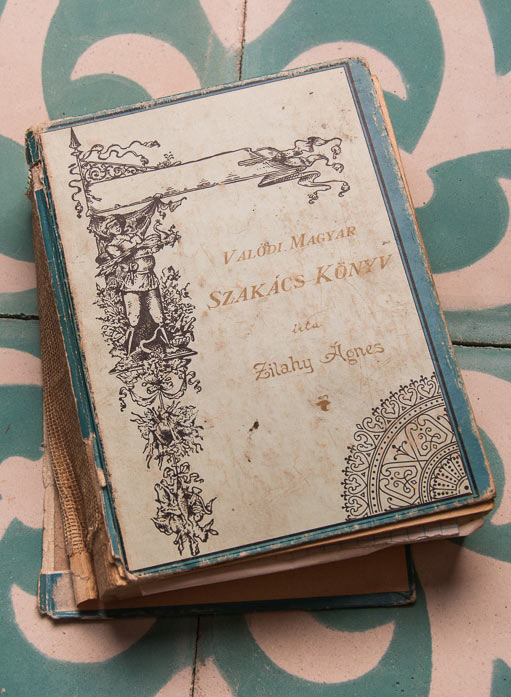 VALÓDI MAGYAR
SZAKÁCS KÖNYV
irta
Zilahy Ágnes